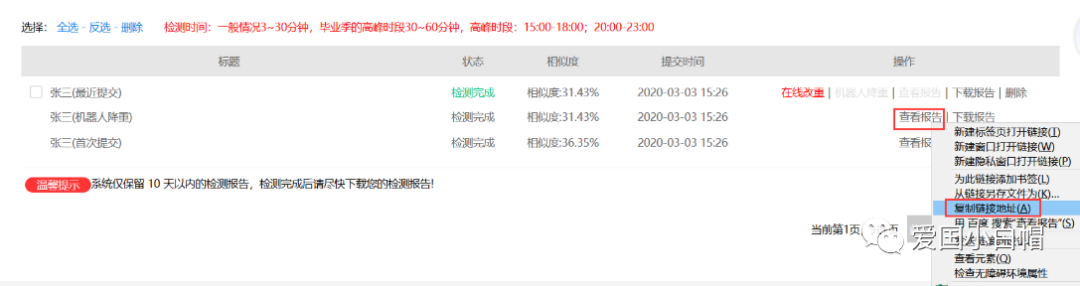 选择： 全选 - 反选 - 删除 检测时间：一般情况3~30分钟，毕业季的高峰时段30~60分钟，高峰时段：15:00-18:00；20:00-23:00
标题 状态 相似度 提交时间 操作
张三(最近提交) 检测完成 相似度:31.43% 2020-03-03 15:26 在线改重 | 机器人降重 | 查看报告 | 下载报告 | 删除
张三(机器人降重) 检测完成 相似度:31.43% 2020-03-03 15:26 查看报告 | 下载报告
张三(首次提交) 检测完成 相似度:36.35% 2020-03-03 15:26 查看报
新建标签页打开链接(T)
新建窗口打开链接(W)
新建隐私窗口打开链接(P)
为此链接添加书签(L)
从链接另存文件为(K)...
复制链接地址(A)
用 百度 搜索“查看报告”(S)
查看元素(Q)
检查无障碍环境属性
温馨提示 系统仅保留 10 天以内的检测报告，检测完成后请尽快下载您的检测报告!
当前第1页
爱国小白帽